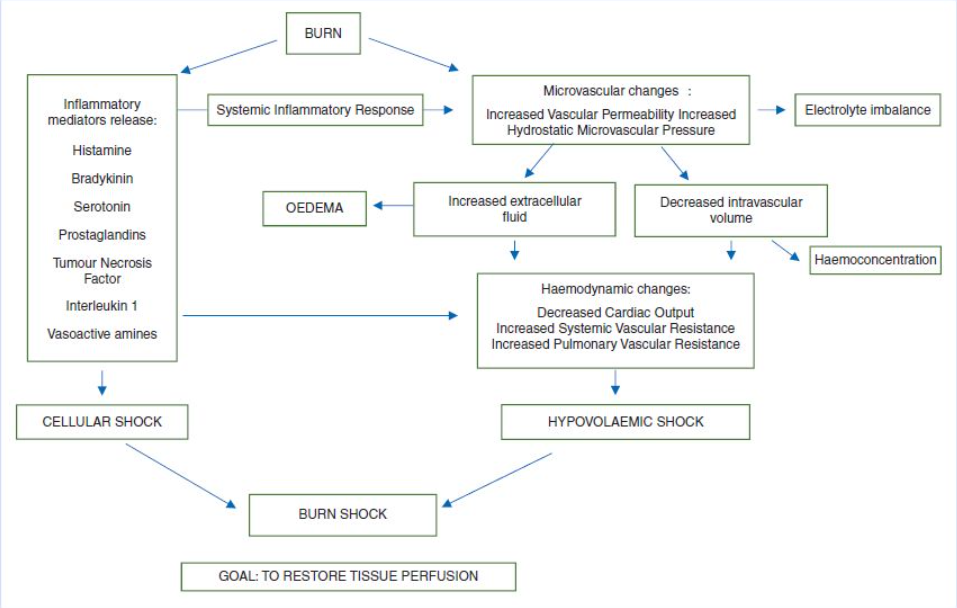 BURN
Inflammatory
mediators release:
Histamine
Bradykinin
Serotonin
Prostaglandins
Tumour Necrosis
Factor
Interleukin 1
Vasoactive amines
Systemic Inflammatory Response
Microvascular changes :
Increased Vascular Permeability Increased
Hydrostatic Microvascular Pressure
Electrolyte imbalance
OEDEMA
Increased extracellular
fluid
Decreased intravascular
volume
Haemoconcentration
Haemodynamic changes:
Decreased Cardiac Output
Increased Systemic Vascular Resistance
Increased Pulmonary Vascular Resistance
CELLULAR SHOCK
HYPOVOLAEMIC SHOCK
BURN SHOCK
GOAL: TO RESTORE TISSUE PERFUSION